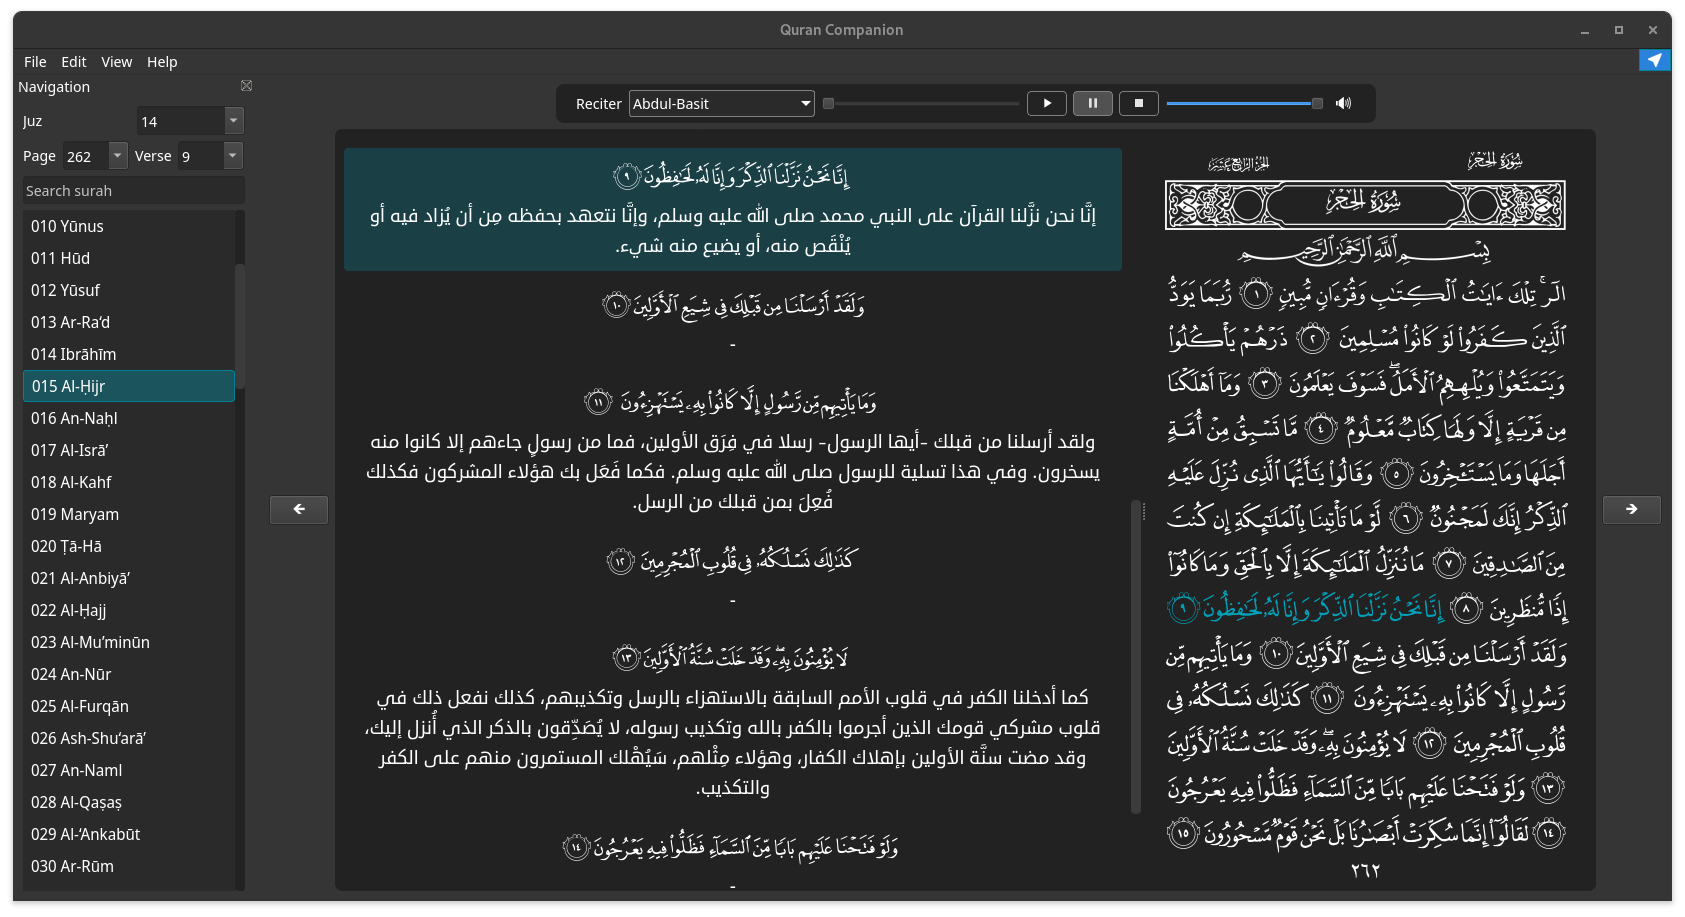 Quran Companion
File Edit View Help
Navigation
Juz 14
Page 262 Verse 9
Search surah
010 Yūnus
011 Hūd
012 Yūsuf
013 Ar-Ra‘d
014 Ibrāhīm
015 Al-Ḥijr
016 An-Naḥl
017 Al-Isrā’
018 Al-Kahf
019 Maryam
020 Ṭā-Hā
021 Al-Anbiyā’
022 Al-Ḥajj
023 Al-Mu’minūn
024 An-Nūr
025 Al-Furqān
026 Ash-Shu‘arā’
027 An-Naml
028 Al-Qaṣaṣ
029 Al-‘Ankabūt
030 Ar-Rūm
Reciter Abdul-Basit
إِنَّا نَحْنُ نَزَّلْنَا ٱلذِّكْرَ وَإِنَّا لَهُۥ لَحَـٰفِظُونَ ٩
إنَّا نحن نزَّلنا القرآن على النبي محمد صلى الله عليه وسلم، وإنَّا نتعهد بحفظه مِن أن يُزاد فيه أو
يُنْقَص منه، أو يضيع منه شيء.
وَلَقَدْ أَرْسَلْنَا مِن قَبْلِكَ فِى شِيَعِ ٱلْأَوَّلِينَ ١٠
-
وَمَا يَأْتِيهِم مِّن رَّسُولٍ إِلَّا كَانُوا۟ بِهِۦ يَسْتَهْزِءُونَ ١١
ولقد أرسلنا من قبلك -أيها الرسول- رسلا في فِرَق الأولين، فما من رسولٍ جاءهم إلا كانوا منه
يسخرون. وفي هذا تسلية للرسول صلى الله عليه وسلم. فكما فَعَل بك هؤلاء المشركون فكذلك
فُعِلَ بمن قبلك من الرسل.
كَذَٰلِكَ نَسْلُكُهُۥ فِى قُلُوبِ ٱلْمُجْرِمِينَ ١٢
-
لَا يُؤْمِنُونَ بِهِۦ ۖ وَقَدْ خَلَتْ سُنَّةُ ٱلْأَوَّلِينَ ١٣
كما أدخلنا الكفر في قلوب الأمم السابقة بالاستهزاء بالرسل وتكذيبهم، كذلك نفعل ذلك في
قلوب مشركي قومك الذين أجرموا بالكفر بالله وتكذيب رسوله، لا يُصَدِّقون بالذكر الذي أُنزل إليك،
وقد مضت سنَّة الأولين بإهلاك الكفار، وهؤلاء مِثْلهم، سَيُهْلك المستمرون منهم على الكفر
والتكذيب.
وَلَوْ فَتَحْنَا عَلَيْهِم بَابًا مِّنَ ٱلسَّمَآءِ فَظَلُّوا۟ فِيهِ يَعْرُجُونَ ١٤
-
سُورَةُ الحِجْرِ
الجُزْءُ الرَّابِعَ عَشَرَ
سُورَةُ الحِجْرِ
بِسْمِ ٱللَّهِ ٱلرَّحْمَـٰنِ ٱلرَّحِيمِ
الٓر ۚ تِلْكَ ءَايَـٰتُ ٱلْكِتَـٰبِ وَقُرْءَانٍ مُّبِينٍ ١ رُّبَمَا يَوَدُّ
ٱلَّذِينَ كَفَرُوا۟ لَوْ كَانُوا۟ مُسْلِمِينَ ٢ ذَرْهُمْ يَأْكُلُوا۟
وَيَتَمَتَّعُوا۟ وَيُلْهِهِمُ ٱلْأَمَلُ ۖ فَسَوْفَ يَعْلَمُونَ ٣ وَمَآ أَهْلَكْنَا
مِن قَرْيَةٍ إِلَّا وَلَهَا كِتَابٌ مَّعْلُومٌ ٤ مَّا تَسْبِقُ مِنْ أُمَّةٍ
أَجَلَهَا وَمَا يَسْتَـْٔخِرُونَ ٥ وَقَالُوا۟ يَـٰٓأَيُّهَا ٱلَّذِى نُزِّلَ عَلَيْهِ
ٱلذِّكْرُ إِنَّكَ لَمَجْنُونٌ ٦ لَّوْ مَا تَأْتِينَا بِٱلْمَلَـٰٓئِكَةِ إِن كُنتَ
مِنَ ٱلصَّـٰدِقِينَ ٧ مَا نُنَزِّلُ ٱلْمَلَـٰٓئِكَةَ إِلَّا بِٱلْحَقِّ وَمَا كَانُوٓا۟
إِذًا مُّنظَرِينَ ٨ إِنَّا نَحْنُ نَزَّلْنَا ٱلذِّكْرَ وَإِنَّا لَهُۥ لَحَـٰفِظُونَ ٩
وَلَقَدْ أَرْسَلْنَا مِن قَبْلِكَ فِى شِيَعِ ٱلْأَوَّلِينَ ١٠ وَمَا يَأْتِيهِم مِّن
رَّسُولٍ إِلَّا كَانُوا۟ بِهِۦ يَسْتَهْزِءُونَ ١١ كَذَٰلِكَ نَسْلُكُهُۥ فِى
قُلُوبِ ٱلْمُجْرِمِينَ ١٢ لَا يُؤْمِنُونَ بِهِۦ ۖ وَقَدْ خَلَتْ سُنَّةُ ٱلْأَوَّلِينَ
١٣ وَلَوْ فَتَحْنَا عَلَيْهِم بَابًا مِّنَ ٱلسَّمَآءِ فَظَلُّوا۟ فِيهِ يَعْرُجُونَ
١٤ لَقَالُوٓا۟ إِنَّمَا سُكِّرَتْ أَبْصَـٰرُنَا بَلْ نَحْنُ قَوْمٌ مَّسْحُورُونَ ١٥
٢٦٢